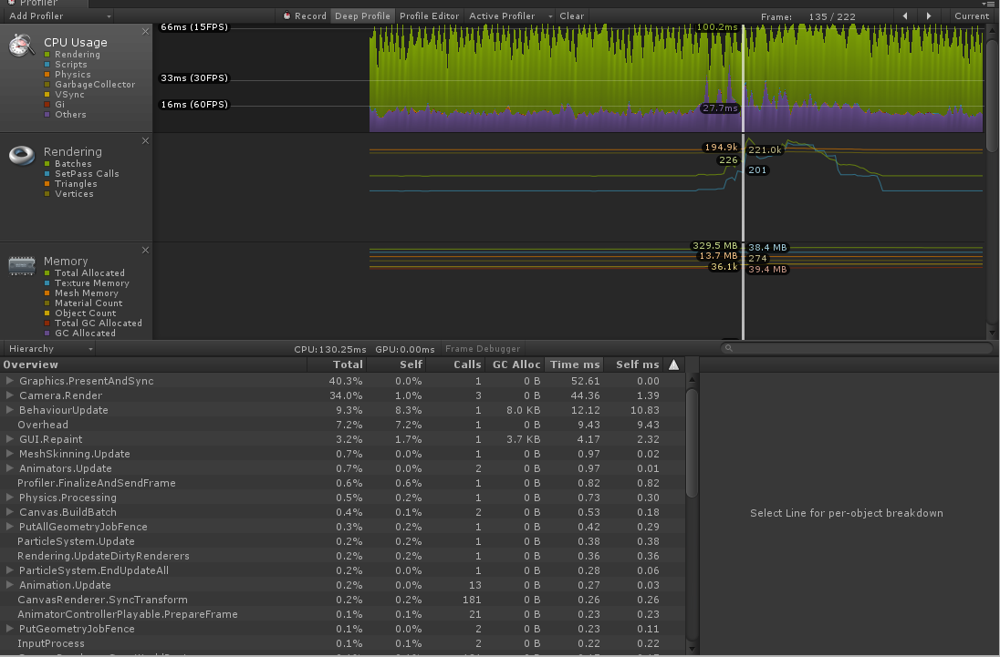 Profiler
Add Profiler Record Deep Profile Profile Editor Active Profiler Clear Frame: 135 / 222 Current
CPU Usage
Rendering
Scripts
Physics
GarbageCollector
VSync
Gi
Others
66ms (15FPS)
33ms (30FPS)
16ms (60FPS)
100.2ms
27.7ms
Rendering
Batches
SetPass Calls
Triangles
Vertices
194.9k 221.0k
226
201
Memory
Total Allocated
Texture Memory
Mesh Memory
Material Count
Object Count
Total GC Allocated
GC Allocated
329.5 MB 38.4 MB
13.7 MB 274
36.1k 39.4 MB
Hierarchy CPU:130.25ms GPU:0.00ms Frame Debugger
Overview Total Self Calls GC Alloc Time ms Self ms
Graphics.PresentAndSync 40.3% 0.0% 1 0 B 52.61 0.00
Camera.Render 34.0% 1.0% 3 0 B 44.36 1.39
BehaviourUpdate 9.3% 8.3% 1 8.0 KB 12.12 10.83
Overhead 7.2% 7.2% 1 0 B 9.43 9.43
GUI.Repaint 3.2% 1.7% 1 3.7 KB 4.17 2.32
MeshSkinning.Update 0.7% 0.0% 1 0 B 0.97 0.02
Animators.Update 0.7% 0.0% 2 0 B 0.97 0.01
Profiler.FinalizeAndSendFrame 0.6% 0.6% 1 0 B 0.82 0.82
Physics.Processing 0.5% 0.2% 1 0 B 0.73 0.30
Canvas.BuildBatch 0.4% 0.1% 2 0 B 0.53 0.18
PutAllGeometryJobFence 0.3% 0.2% 1 0 B 0.42 0.29
ParticleSystem.Update 0.2% 0.2% 1 0 B 0.38 0.38
Rendering.UpdateDirtyRenderers 0.2% 0.2% 1 0 B 0.36 0.36
ParticleSystem.EndUpdateAll 0.2% 0.0% 1 0 B 0.28 0.06
Animation.Update 0.2% 0.0% 13 0 B 0.27 0.03
CanvasRenderer.SyncTransform 0.2% 0.2% 181 0 B 0.26 0.26
AnimatorControllerPlayable.PrepareFrame 0.1% 0.1% 21 0 B 0.23 0.23
PutGeometryJobFence 0.1% 0.0% 2 0 B 0.23 0.11
InputProcess 0.1% 0.1% 2 0 B 0.22 0.22
Select Line for per-object breakdown